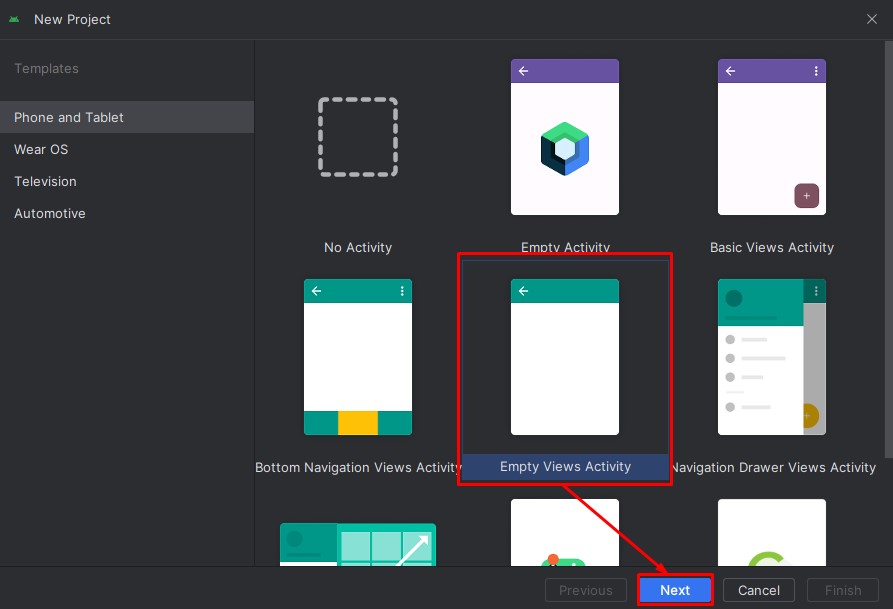 New Project
Templates
Phone and Tablet
Wear OS
Television
Automotive
No Activity
Empty Activity
Basic Views Activity
Bottom Navigation Views Activity
Empty Views Activity
Navigation Drawer Views Activity
Previous
Next
Cancel
Finish